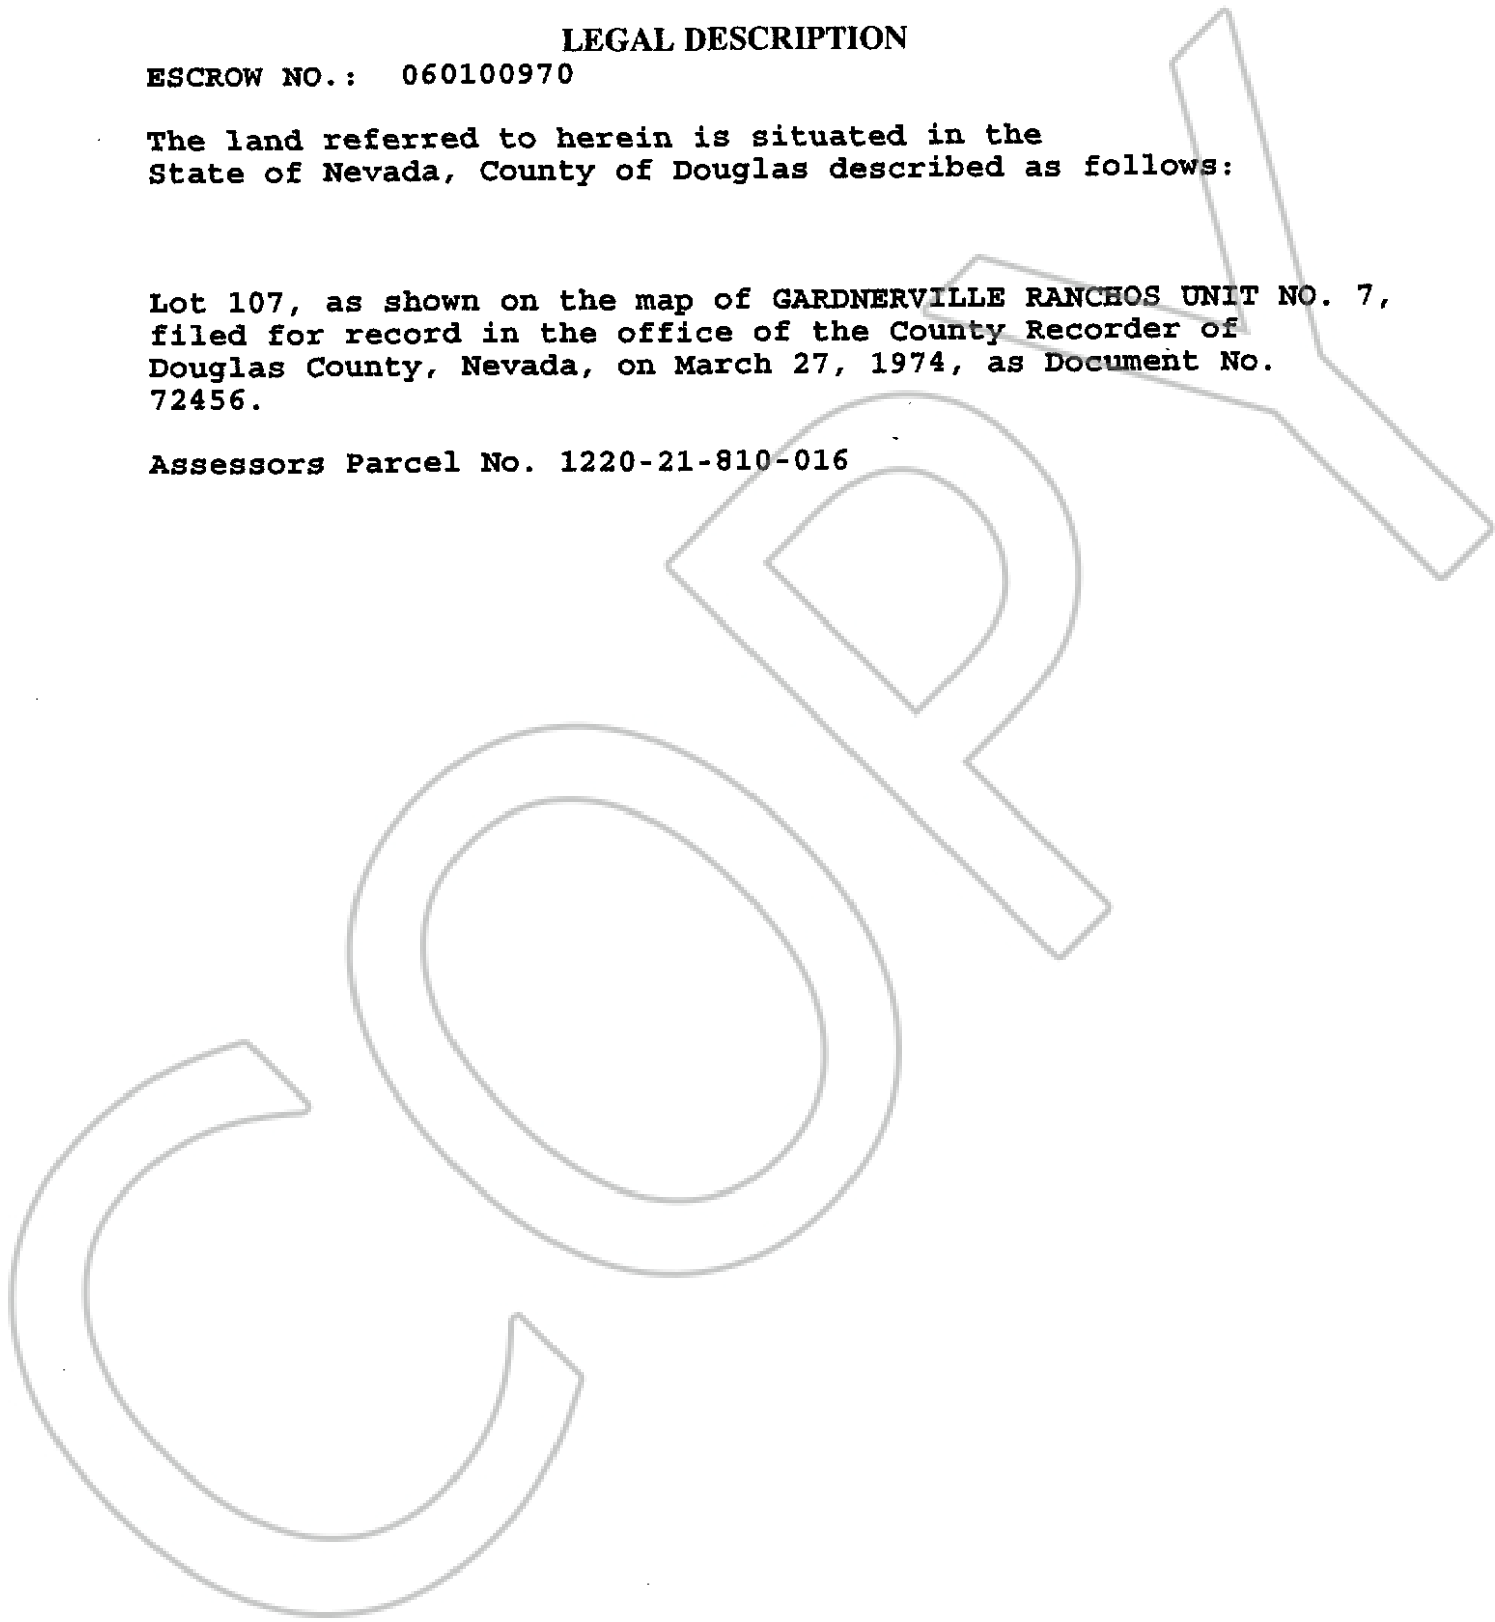 LEGAL DESCRIPTION
ESCROW NO.: 060100970
The land referred to herein is situated in the
State of Nevada, County of Douglas described as follows:
Lot 107, as shown on the map of GARDNERVILLE RANCHOS UNIT NO. 7,
filed for record in the office of the County Recorder of
Douglas County, Nevada, on March 27, 1974, as Document No.
72456.
Assessors Parcel No. 1220-21-810-016
COPY